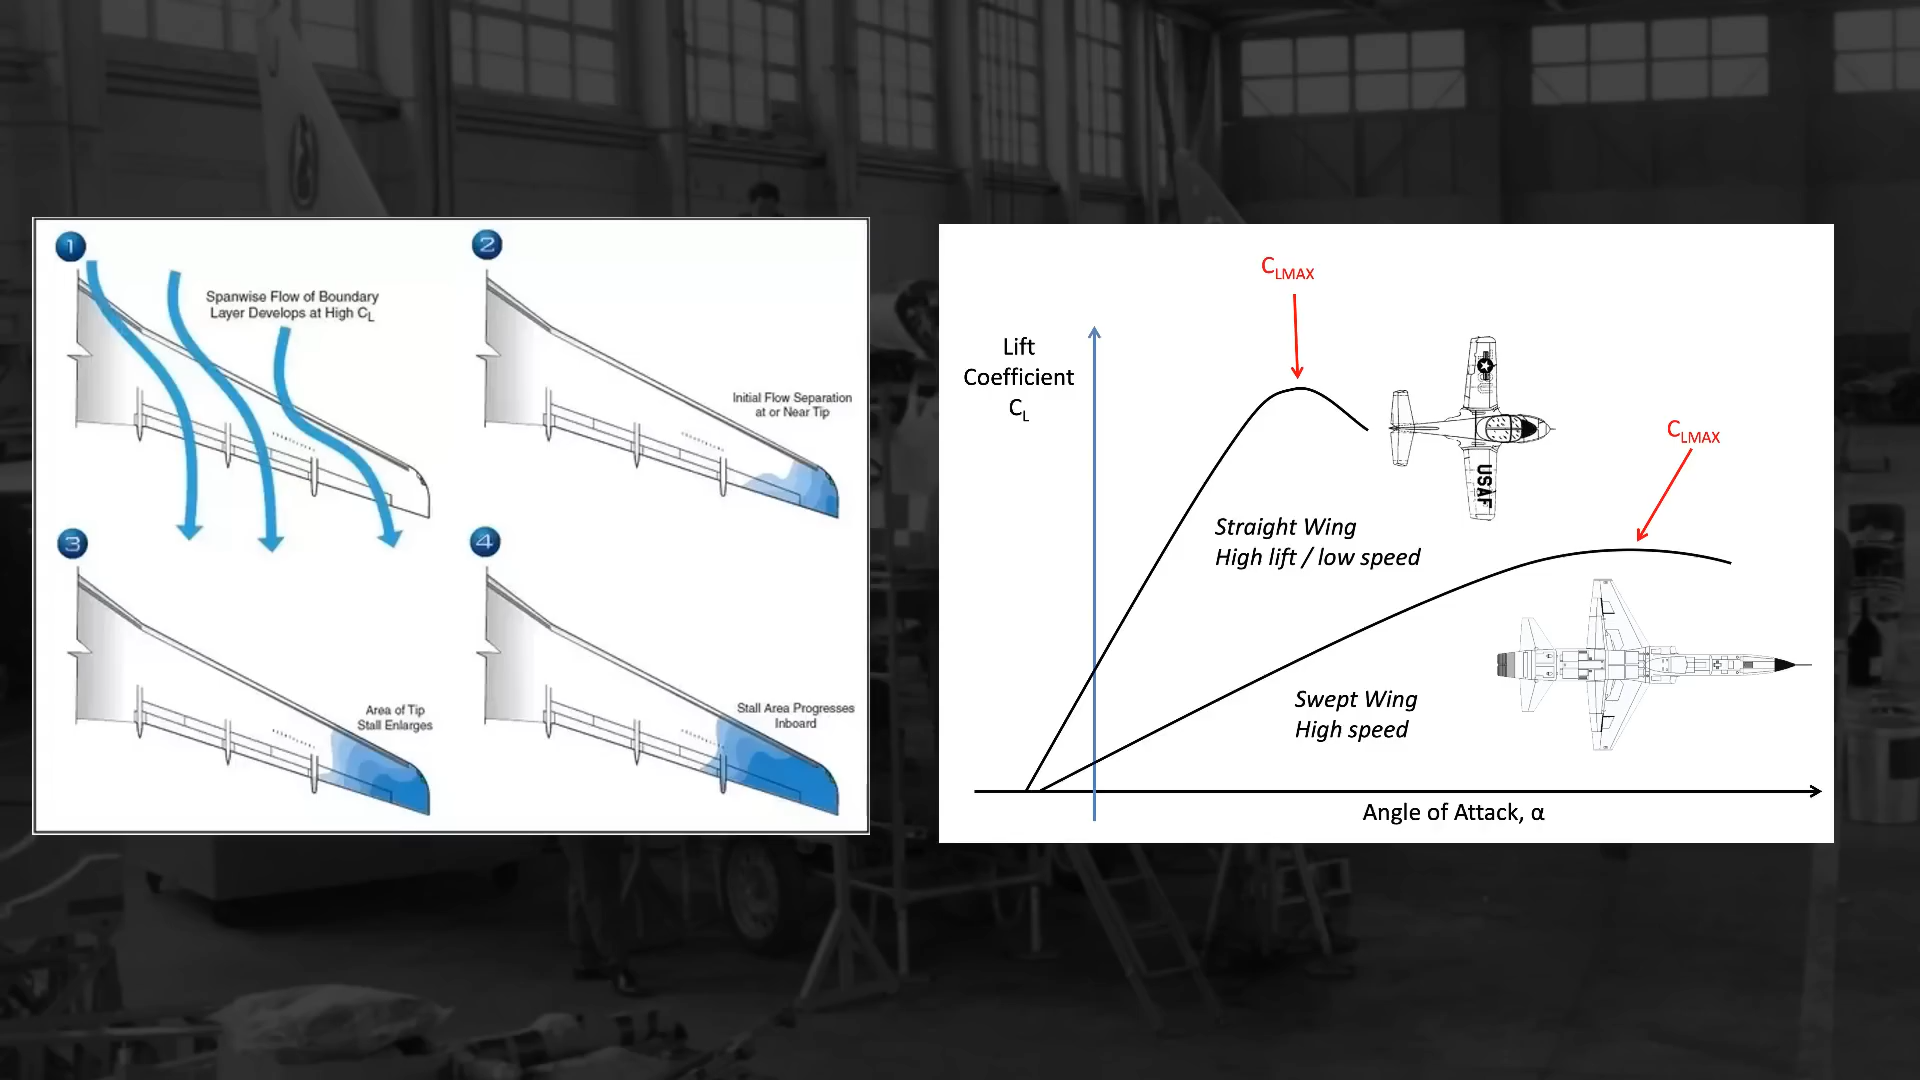 1
Spanwise Flow of Boundary
Layer Develops at High CL
2
Initial Flow Separation
at or Near Tip
3
Area of Tip
Stall Enlarges
4
Stall Area Progresses
Inboard
CLMAX
Lift
Coefficient
CL
USAF
CLMAX
Straight Wing
High lift / low speed
Swept Wing
High speed
Angle of Attack, α